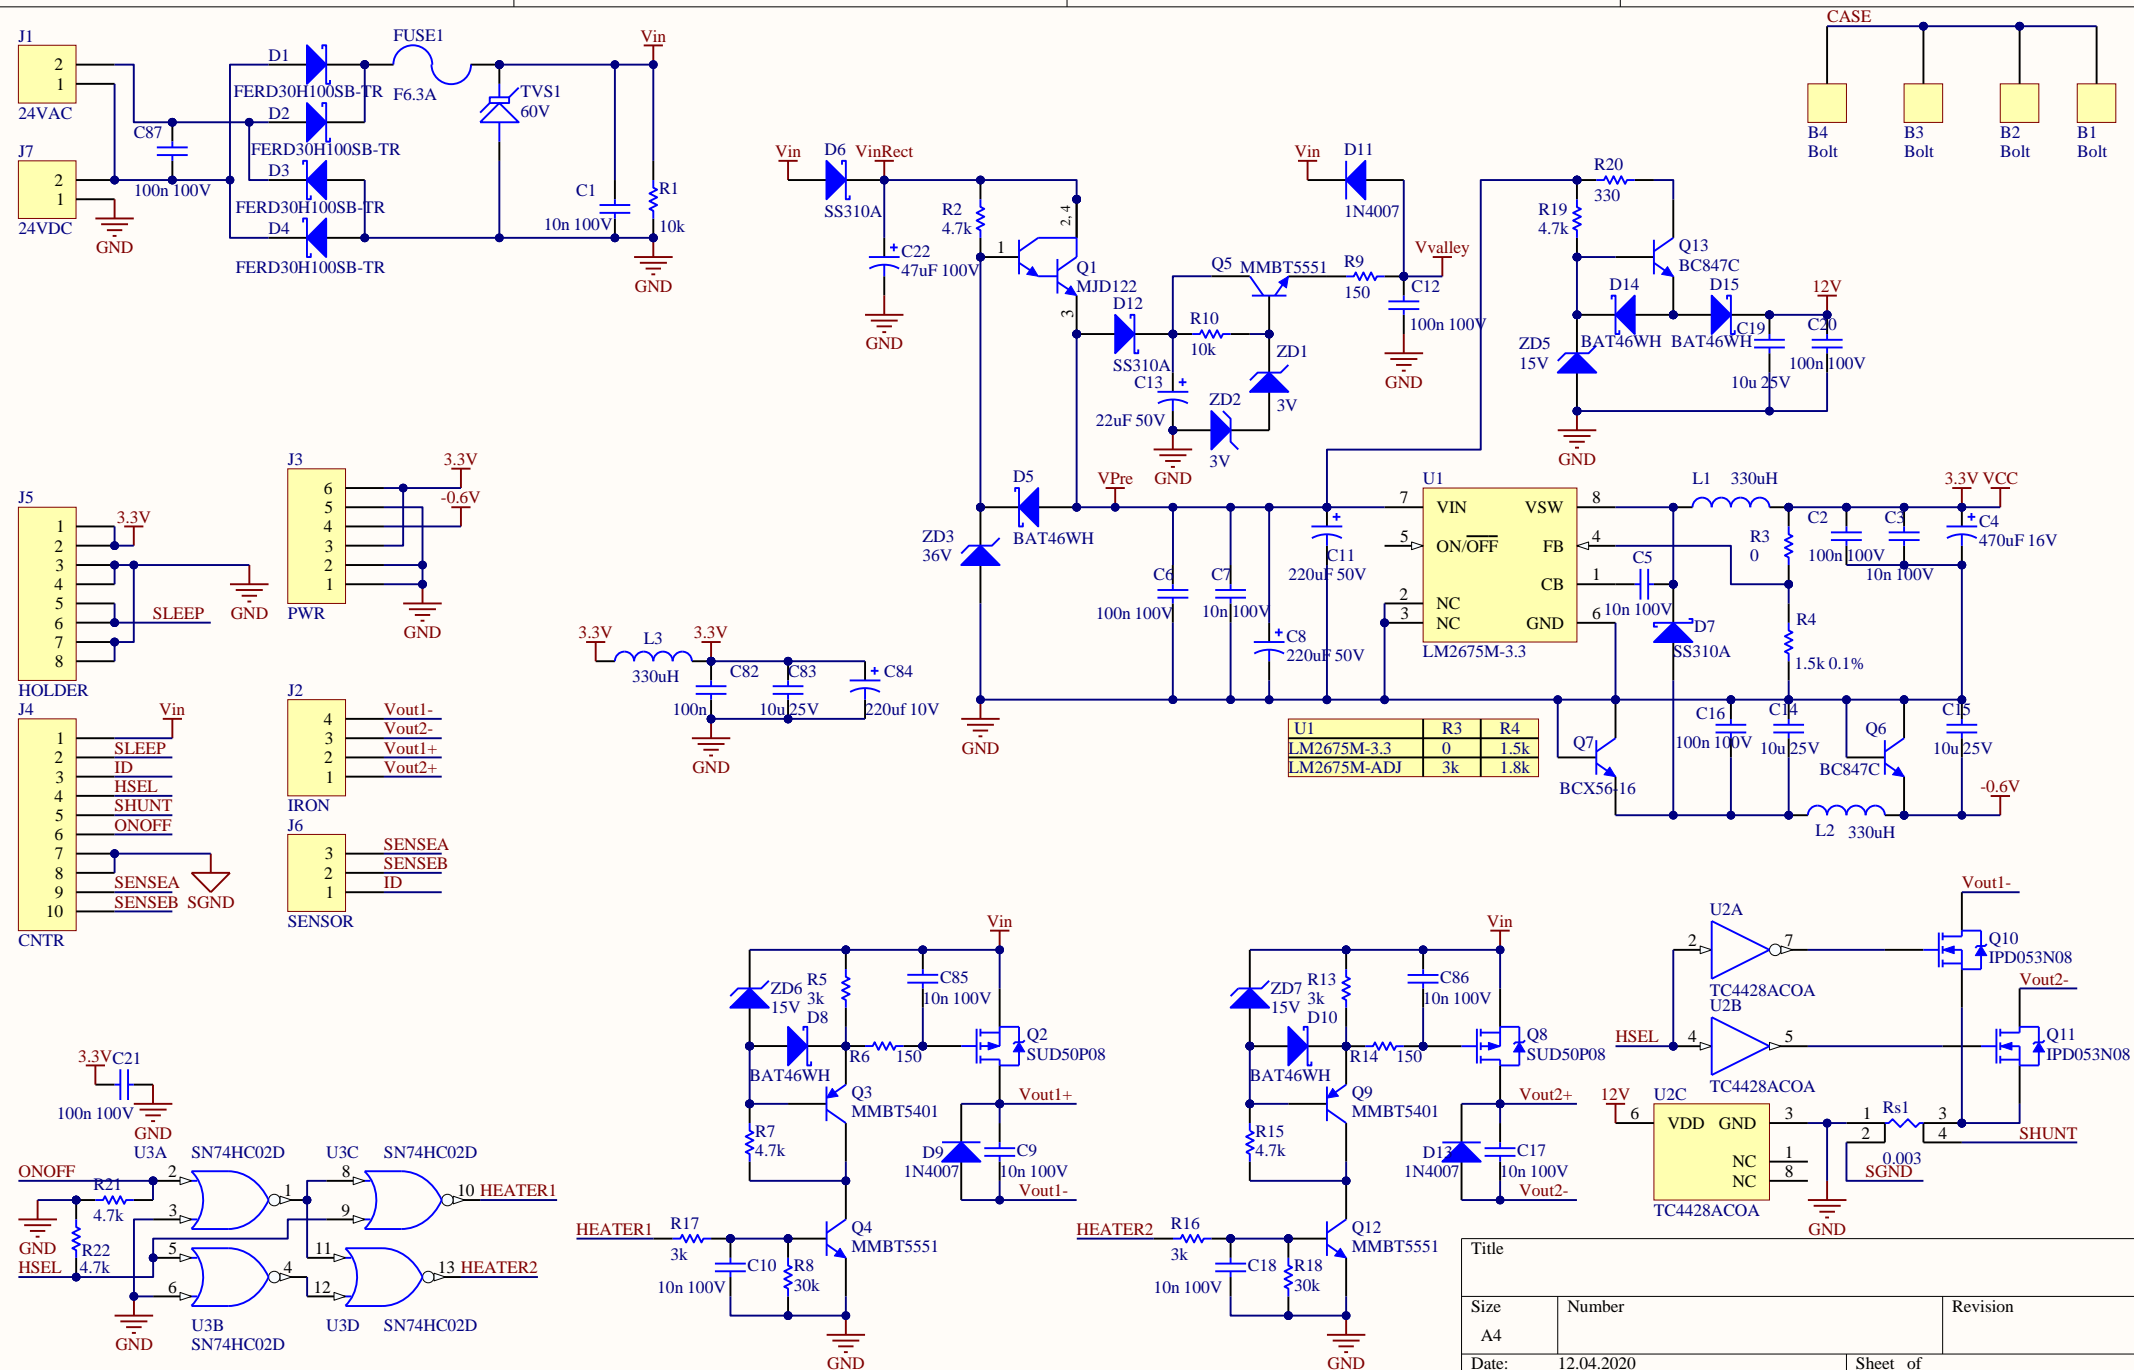 J1
2
1
24VAC
J7
2
1
24VDC
GND
C87
100n 100V
D1
FERD30H100SB-TR
D2
FERD30H100SB-TR
D3
FERD30H100SB-TR
D4
FERD30H100SB-TR
FUSE1
F6.3A
TVS1
60V
C1
10n 100V
Vin
R1
10k
GND
CASE
B4
Bolt
B3
Bolt
B2
Bolt
B1
Bolt
Vin
D6
SS310A
VinRect
C22
47uF 100V
GND
R2
4.7k
1
2, 4
3
Q1
MJD122
D12
SS310A
C13
22uF 50V
GND
Q5
MMBT5551
R10
10k
ZD1
3V
ZD2
3V
R9
150
Vin
D11
1N4007
Vvalley
C12
100n 100V
GND
R20
330
R19
4.7k
Q13
BC847C
D14
BAT46WH
D15
BAT46WH
ZD5
15V
C19
10u 25V
12V
C20
100n 100V
GND
J5
1
2
3
4
5
6
7
8
HOLDER
3.3V
GND
SLEEP
J3
6
5
4
3
2
1
PWR
3.3V
-0.6V
GND
J4
1
2
3
4
5
6
7
8
9
10
CNTR
Vin
SLEEP
ID
HSEL
SHUNT
ONOFF
SENSEA
SENSEB
SGND
J2
4
3
2
1
IRON
Vout1-
Vout2-
Vout1+
Vout2+
J6
3
2
1
SENSOR
SENSEA
SENSEB
ID
3.3V
L3
330uH
3.3V
C82
100n
C83
10u 25V
C84
220uf 10V
GND
ZD3
36V
D5
BAT46WH
VPre
C6
100n 100V
C7
10n 100V
C8
220uF 50V
C11
220uF 50V
GND
U1
7
VIN
5
ON/OFF
2
NC
3
NC
VSW
8
FB
4
CB
1
GND
6
LM2675M-3.3
L1
330uH
C5
10n 100V
D7
SS310A
R3
0
R4
1.5k 0.1%
C2
100n 100V
C3
10n 100V
3.3V VCC
C4
470uF 16V
U1 R3 R4
LM2675M-3.3 0 1.5k
LM2675M-ADJ 3k 1.8k
Q7
BCX56-16
C16
100n 100V
C14
10u 25V
Q6
BC847C
C15
10u 25V
L2
330uH
-0.6V
Vin
ZD6
15V
R5
3k
D8
BAT46WH
C85
10n 100V
R6
150
Q2
SUD50P08
Q3
MMBT5401
R7
4.7k
D9
1N4007
C9
10n 100V
Vout1+
Vout1-
HEATER1
R17
3k
C10
10n 100V
R8
30k
Q4
MMBT5551
GND
Vin
ZD7
15V
R13
3k
D10
BAT46WH
C86
10n 100V
R14
150
Q8
SUD50P08
Q9
MMBT5401
R15
4.7k
D13
1N4007
C17
10n 100V
Vout2+
Vout2-
HEATER2
R16
3k
C18
10n 100V
R18
30k
Q12
MMBT5551
GND
U2A
2
7
TC4428ACOA
U2B
HSEL
4
5
TC4428ACOA
Vout1-
Q10
IPD053N08
Vout2-
Q11
IPD053N08
12V
6
U2C
VDD GND
NC
NC
3
1
8
TC4428ACOA
GND
1
2
Rs1
3
4
0.003
SGND
SHUNT
3.3V
C21
100n 100V
GND
U3A
SN74HC02D
2
3
1
U3C
SN74HC02D
8
9
10
HEATER1
ONOFF
R21
4.7k
GND
R22
4.7k
HSEL
5
6
4
U3B
SN74HC02D
11
12
13
HEATER2
U3D
SN74HC02D
GND
Title
Size
A4
Number
Revision
Date:
12.04.2020
Sheet of